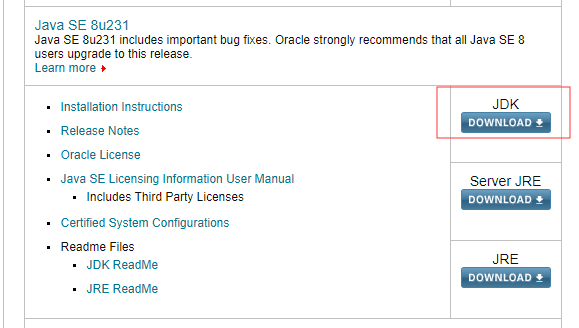 Java SE 8u231
Java SE 8u231 includes important bug fixes. Oracle strongly recommends that all Java SE 8
users upgrade to this release.
Learn more
Installation Instructions
Release Notes
Oracle License
Java SE Licensing Information User Manual
Includes Third Party Licenses
Certified System Configurations
Readme Files
JDK ReadMe
JRE ReadMe
JDK
DOWNLOAD
Server JRE
DOWNLOAD
JRE
DOWNLOAD